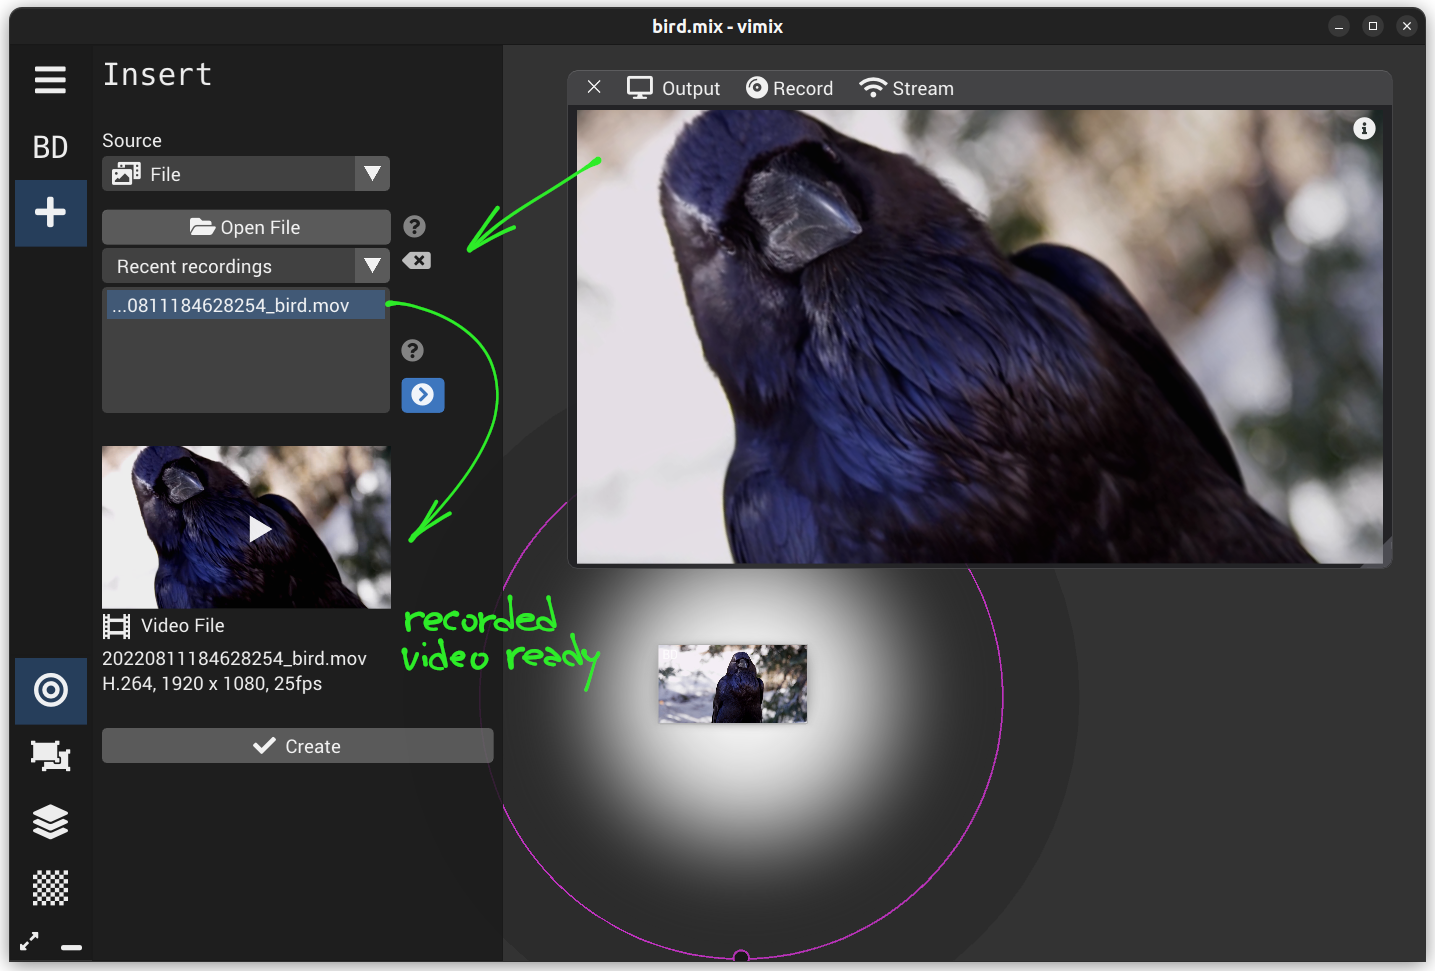 bird.mix - vimix
Insert
BD
Source
File
Open File
Recent recordings
...0811184628254_bird.mov
Video File
20220811184628254_bird.mov
H.264, 1920 x 1080, 25fps
Create
Output
Record
Stream
recorded
video ready
BD